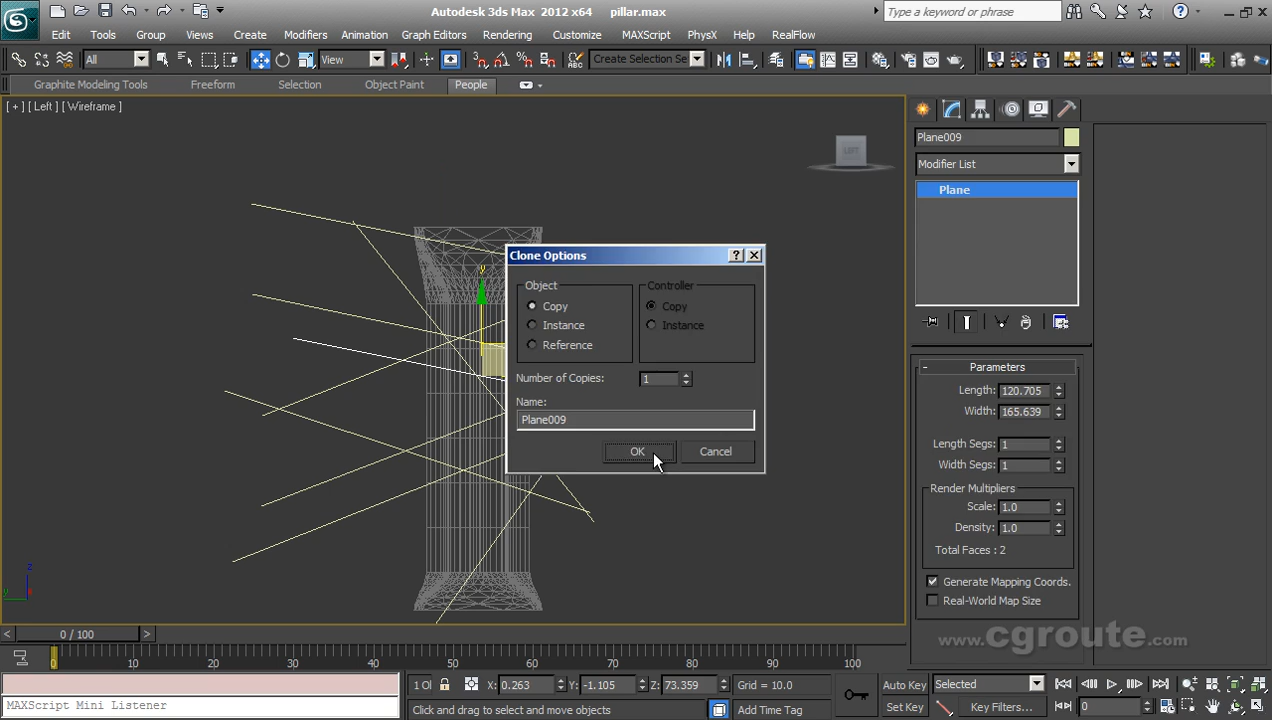 Autodesk 3ds Max 2012 x64 pillar.max
Type a keyword or phrase
Edit Tools Group Views Create Modifiers Animation Graph Editors Rendering Customize MAXScript PhysX Help RealFlow
All View Create Selection Se
Graphite Modeling Tools Freeform Selection Object Paint People
[ + ] [ Left ] [ Wireframe ]
LEFT
Plane009
Modifier List
Plane
y
Clone Options
Object
Controller
Copy
Copy
Instance
Instance
Reference
Number of Copies: 1
Name:
Plane009
OK Cancel
Parameters
Length: 120.705
Width: 165.639
Length Segs: 1
Width Segs: 1
Render Multipliers
Scale: 1.0
Density: 1.0
Total Faces : 2
Generate Mapping Coords.
Real-World Map Size
z
y
www.cgroute.com
< 0 / 100 >
0 10 20 30 40 50 60 70 80 90 100
1 Ol X: 0.263 Y: -1.105 Z: 73.359 Grid = 10.0 Auto Key Selected
MAXScript Mini Listener
Click and drag to select and move objects Add Time Tag Set Key Key Filters... 0